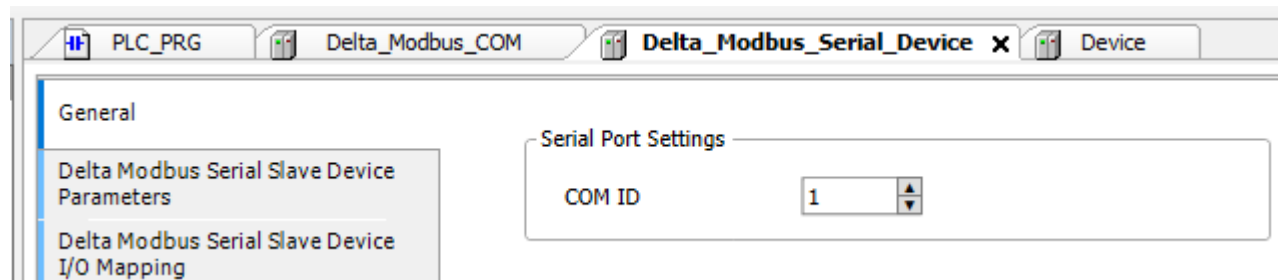 PLC_PRG Delta_Modbus_COM Delta_Modbus_Serial_Device Device
General
Serial Port Settings
Delta Modbus Serial Slave Device
Parameters
COM ID 1
Delta Modbus Serial Slave Device
I/O Mapping